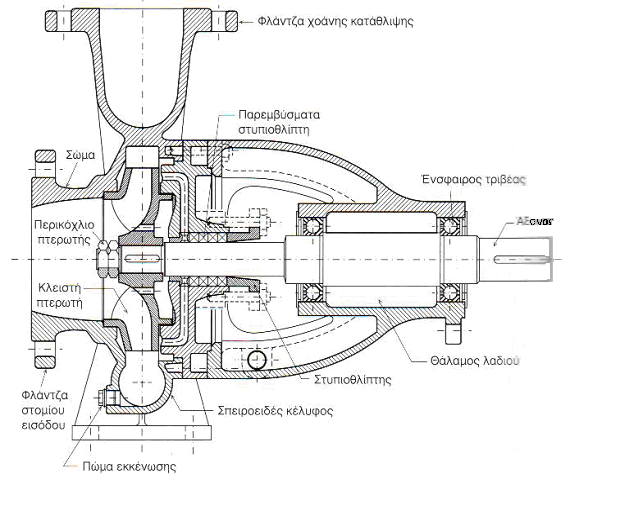 Φλάντζα χοάνης κατάθλιψης
Παρεμβύσματα
στυπιοθλίπτη
Σώμα
Ένσφαιρος τριβέας
Περικόχλιο
πτερωτής
Άξονας
Κλειστή
πτερωτή
Θάλαμος λαδιού
Στυπιοθλίπτης
Φλάντζα
στομίου
εισόδου
Σπειροειδές κέλυφος
Πώμα εκκένωσης